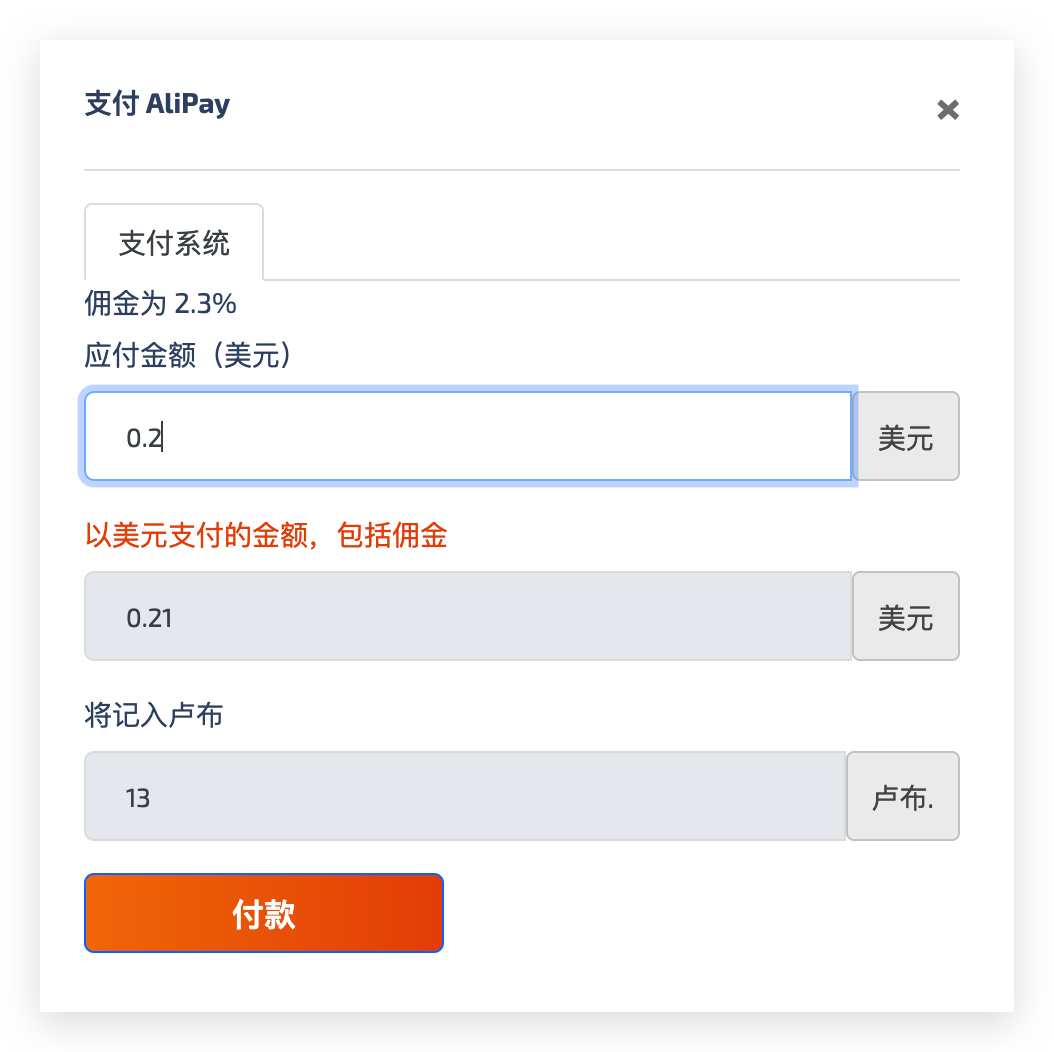 支付 AliPay
支付系统
佣金为 2.3%
应付金额（美元）
0.2 美元
以美元支付的金额，包括佣金
0.21 美元
将记入卢布
13 卢布.
付款